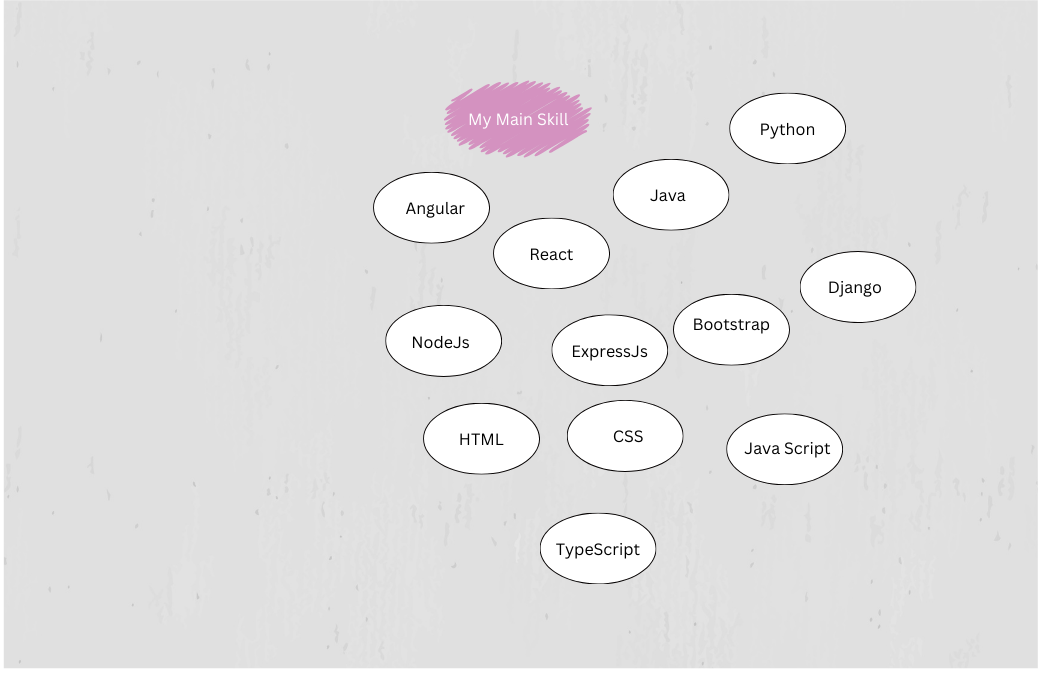 My Main Skill
Python
Java
Angular
React
Django
Bootstrap
NodeJs
ExpressJs
HTML
CSS
Java Script
TypeScript